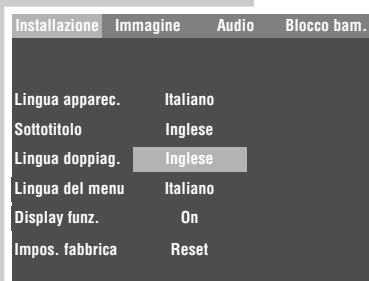 Installazione Immagine Audio Blocco bam.
Lingua apparec. Italiano
Sottotitolo Inglese
Lingua doppiag. Inglese
Lingua del menu Italiano
Display funz. On
Impos. fabbrica Reset